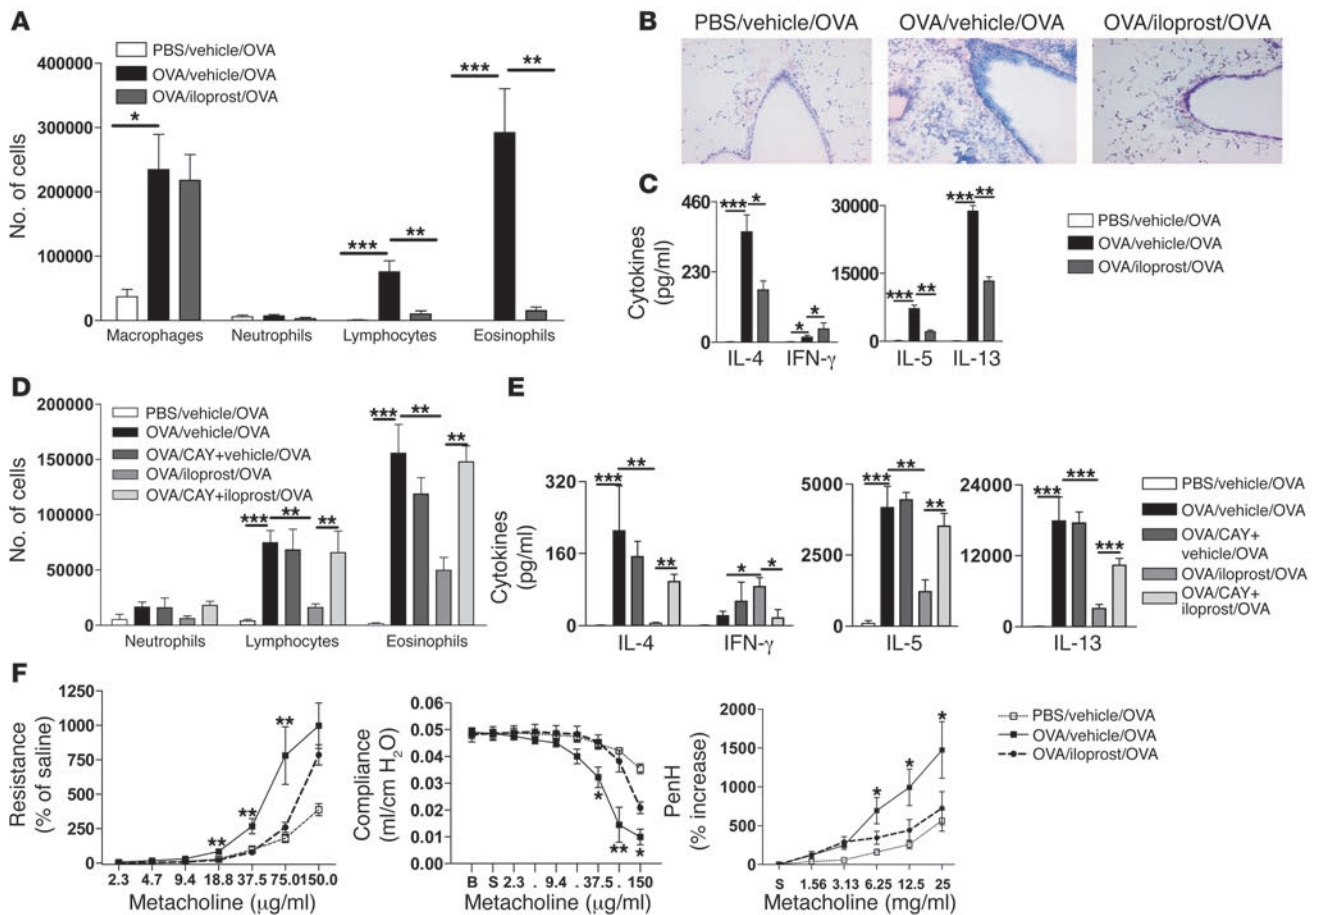 A
PBS/vehicle/OVA
OVA/vehicle/OVA
OVA/iloprost/OVA
No. of cells
400000
300000
200000
100000
0
*
***
**
***
**
Macrophages Neutrophils Lymphocytes Eosinophils
B
PBS/vehicle/OVA OVA/vehicle/OVA OVA/iloprost/OVA
C
Cytokines
(pg/ml)
460
230
0
*** *
* *
IL-4 IFN-γ
30000
15000
0
*** **
*** **
IL-5 IL-13
PBS/vehicle/OVA
OVA/vehicle/OVA
OVA/iloprost/OVA
D
No. of cells
200000
150000
100000
50000
0
PBS/vehicle/OVA
OVA/vehicle/OVA
OVA/CAY+vehicle/OVA
OVA/iloprost/OVA
OVA/CAY+iloprost/OVA
*** ** **
*** ** **
Neutrophils Lymphocytes Eosinophils
E
Cytokines
(pg/ml)
320
160
0
*** ** **
* *
IL-4 IFN-γ
5000
2500
0
*** ** **
IL-5
24000
12000
0
*** *** ***
IL-13
PBS/vehicle/OVA
OVA/vehicle/OVA
OVA/CAY+
vehicle/OVA
OVA/iloprost/OVA
OVA/CAY+
iloprost/OVA
F
Resistance
(% of saline)
1250
1000
750
500
250
0
** ** **
2.3 4.7 9.4 18.8 37.5 75.0 150.0
Metacholine (μg/ml)
Compliance
(ml/cm H2O)
0.06
0.05
0.04
0.03
0.02
0.01
0.00
* ** *
B S 2.3 . 9.4 . 37.5 . 150
Metacholine (μg/ml)
PenH
(% increase)
2000
1500
1000
500
0
* * *
S 1.56 3.13 6.25 12.5 25
Metacholine (mg/ml)
PBS/vehicle/OVA
OVA/vehicle/OVA
OVA/iloprost/OVA